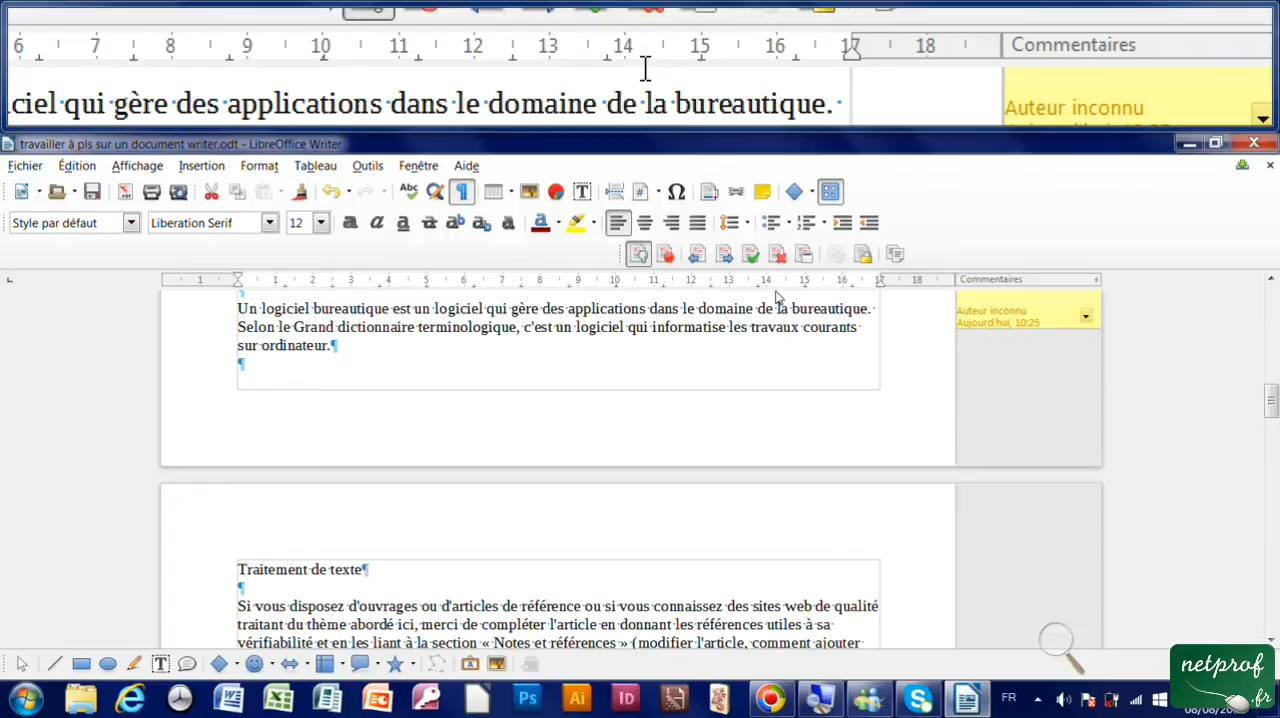 6 7 8 9 10 11 12 13 14 15 16 17 18 Commentaires
ciel qui gère des applications dans le domaine de la bureautique.
Auteur inconnu
travailler à pls sur un document writer.odt - LibreOffice Writer
Fichier Édition Affichage Insertion Format Tableau Outils Fenêtre Aide
Style par défaut Liberation Serif 12
1 1 2 3 4 5 6 7 8 9 10 11 12 13 14 15 16 17 18 Commentaires
Un logiciel bureautique est un logiciel qui gère des applications dans le domaine de la bureautique.
Selon le Grand dictionnaire terminologique, c'est un logiciel qui informatise les travaux courants
sur ordinateur.¶
¶
Auteur inconnu
Aujourd'hui, 10:25
Traitement de texte¶
¶
Si vous disposez d'ouvrages ou d'articles de référence ou si vous connaissez des sites web de qualité
traitant du thème abordé ici, merci de compléter l'article en donnant les références utiles à sa
vérifiabilité et en les liant à la section « Notes et références » (modifier l'article, comment ajouter
FR
netprof
.fr